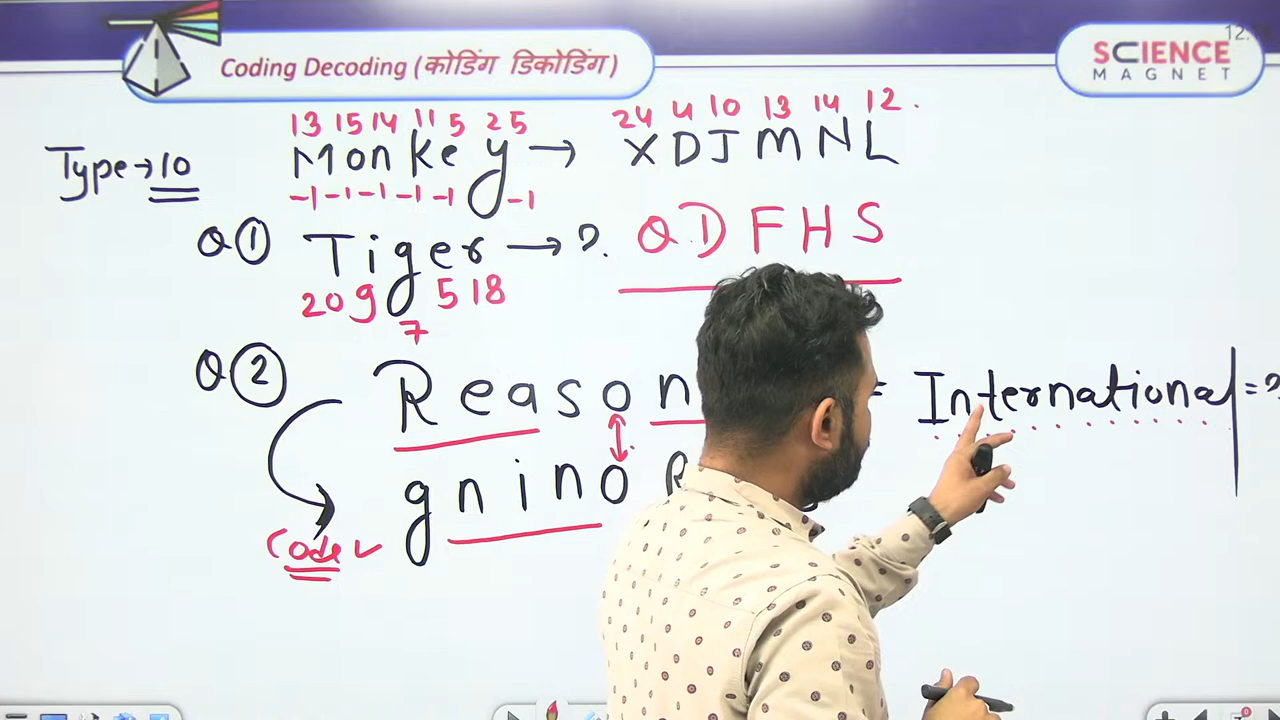 Coding Decoding (कोडिंग डिकोडिंग)
12.
SCIENCE
MAGNET
13 15 14 11 5 25 24 4 10 13 14 12.
Type→10 Monkey → XDJMNL
-1 -1 -1 -1 -1 -1
Q① Tiger → ?. QDFHS
20 9 7 5 18
Q② Reason = International = ?
gnino R
Code